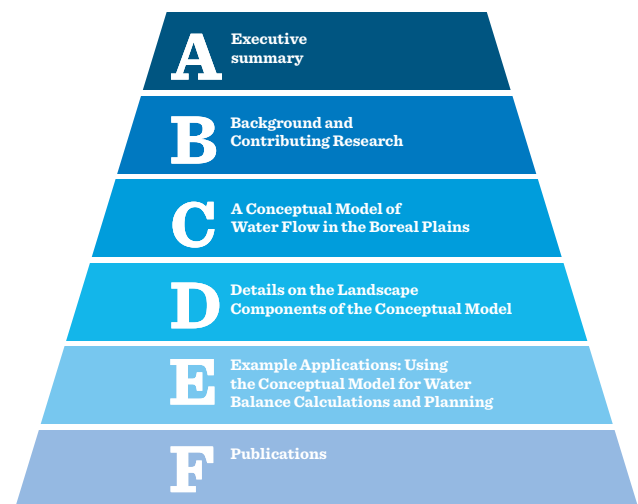 A
Executive
summary
B
Background and
Contributing Research
C
A Conceptual Model of
Water Flow in the Boreal Plains
D
Details on the Landscape
Components of the Conceptual Model
E
Example Applications: Using
the Conceptual Model for Water
Balance Calculations and Planning
F
Publications